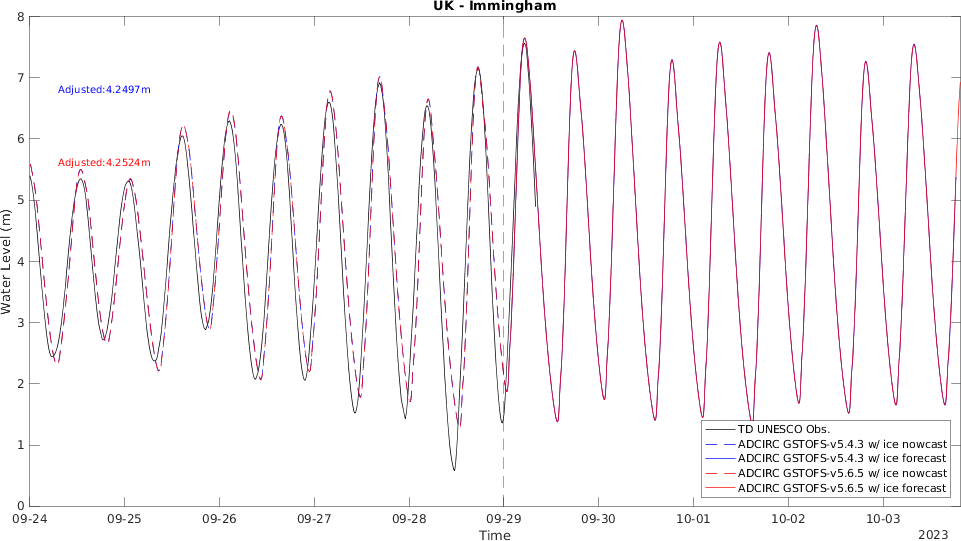 UK - Immingham
8
7
6
5
4
3
2
1
0
Adjusted:4.2497m
Adjusted:4.2524m
Water Level (m)
TD UNESCO Obs.
ADCIRC GSTOFS-v5.4.3 w/ ice nowcast
ADCIRC GSTOFS-v5.4.3 w/ ice forecast
ADCIRC GSTOFS-v5.6.5 w/ ice nowcast
ADCIRC GSTOFS-v5.6.5 w/ ice forecast
09-24 09-25 09-26 09-27 09-28 09-29 09-30 10-01 10-02 10-03
Time
2023